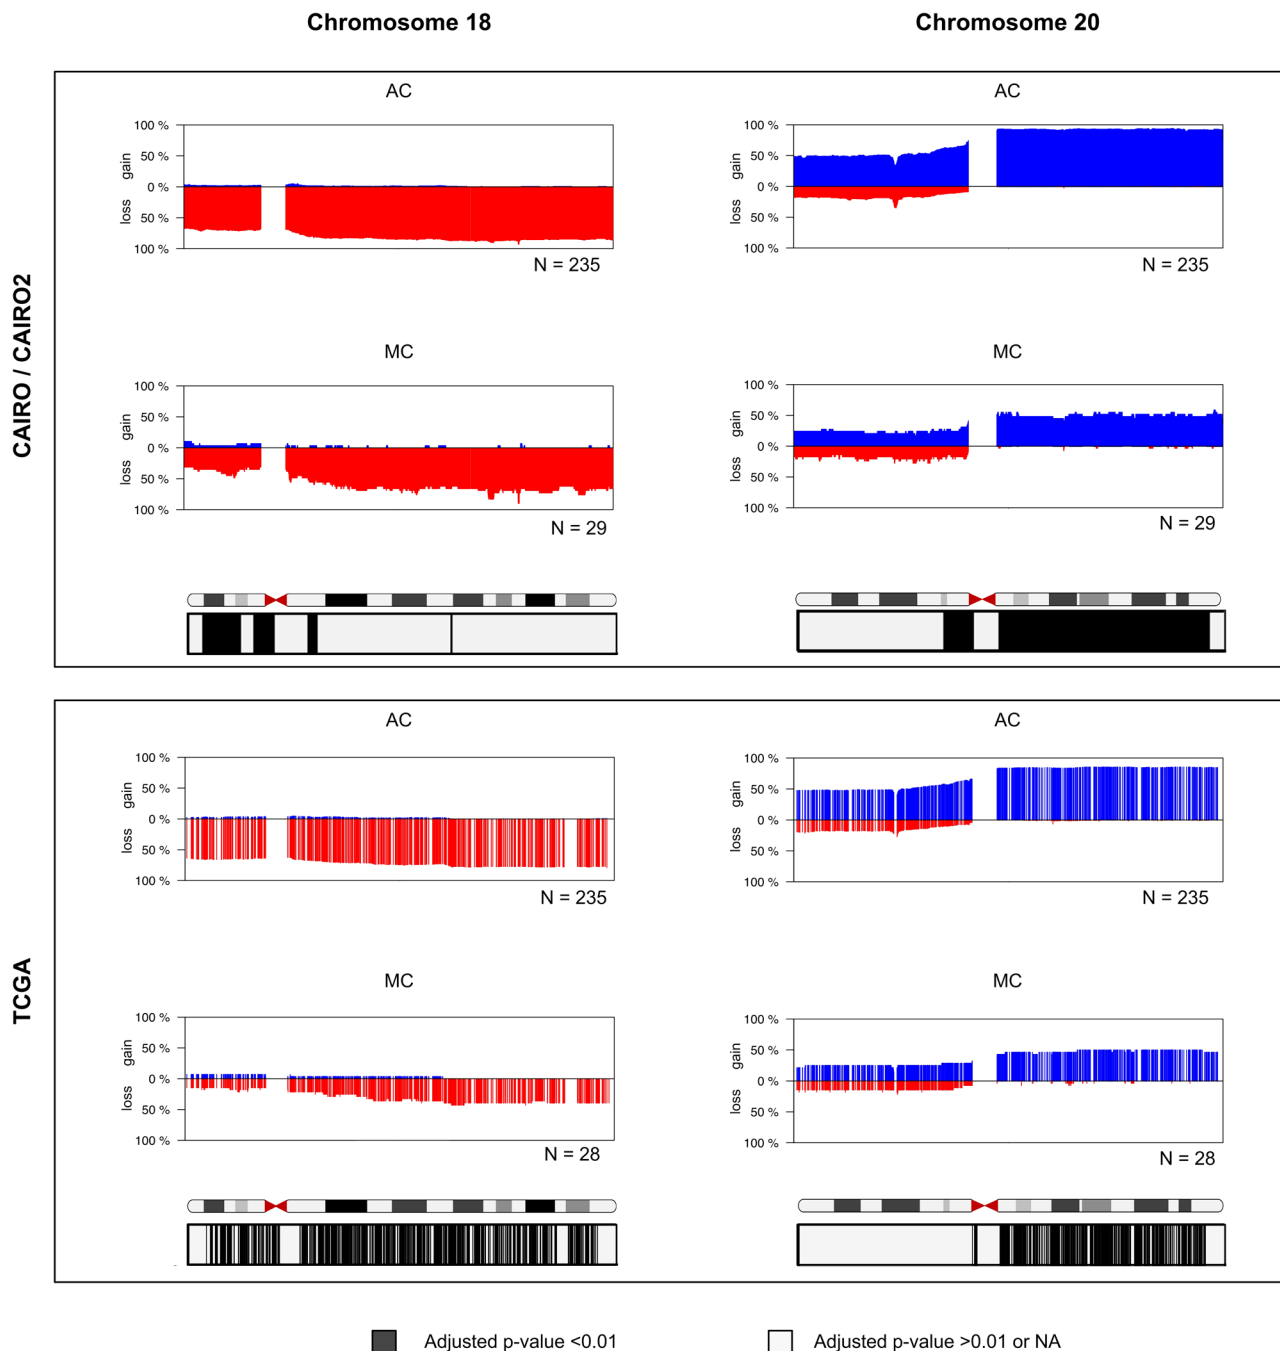 Chromosome 18
Chromosome 20
CAIRO / CAIRO2
AC
100 %
50 %
0 %
50 %
100 %
gain
loss
N = 235
AC
100 %
50 %
0 %
50 %
100 %
gain
loss
N = 235
MC
100 %
50 %
0 %
50 %
100 %
gain
loss
N = 29
MC
100 %
50 %
0 %
50 %
100 %
gain
loss
N = 29
TCGA
AC
100 %
50 %
0 %
50 %
100 %
gain
loss
N = 235
AC
100 %
50 %
0 %
50 %
100 %
gain
loss
N = 235
MC
100 %
50 %
0 %
50 %
100 %
gain
loss
N = 28
MC
100 %
50 %
0 %
50 %
100 %
gain
loss
N = 28
Adjusted p-value <0.01
Adjusted p-value >0.01 or NA